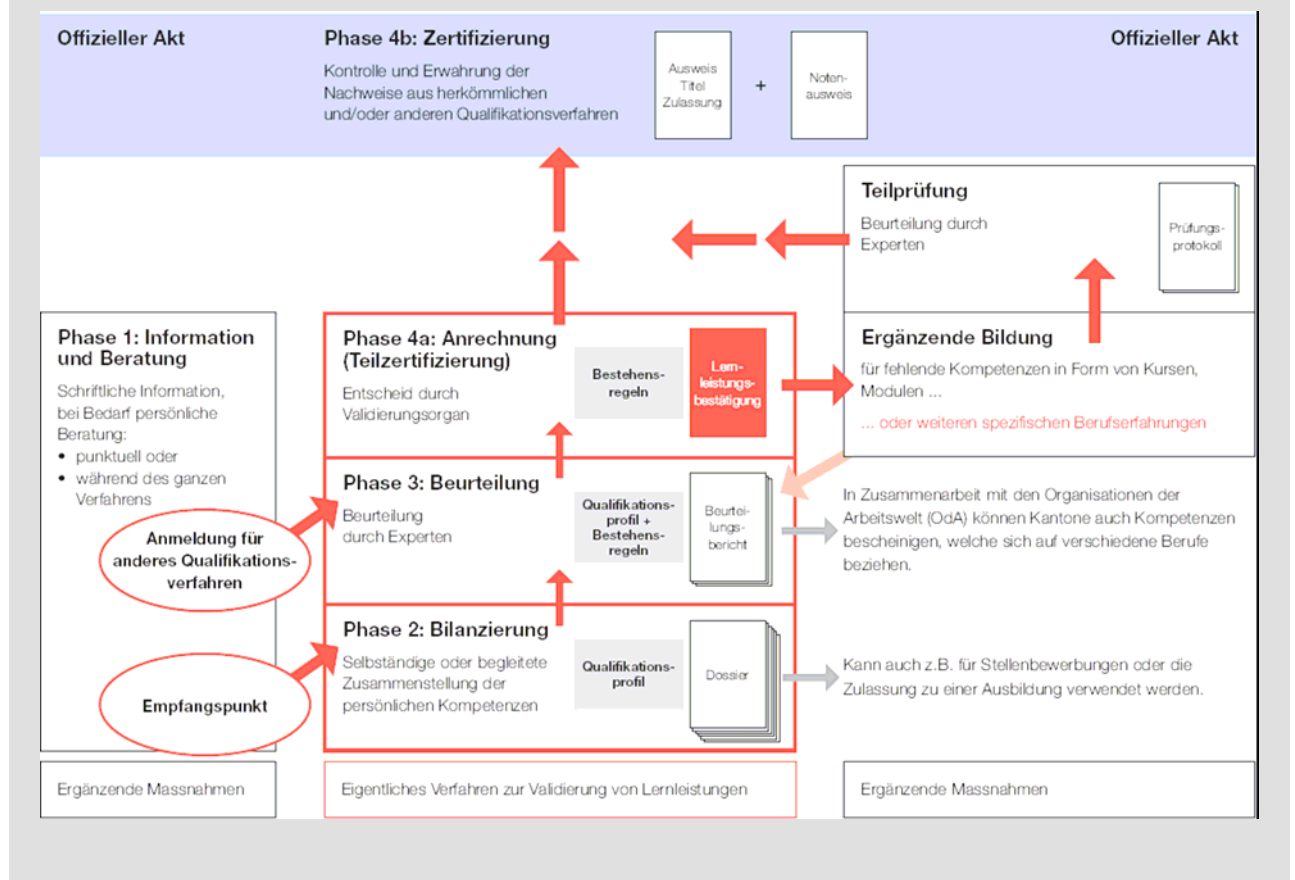 Offizieller Akt
Phase 4b: Zertifizierung
Kontrolle und Erwahrung der
Nachweise aus herkömmlichen
und/oder anderen Qualifikationsverfahren
Ausweis
Titel
Zulassung
+
Noten-
ausweis
Offizieller Akt
Teilprüfung
Beurteilung durch
Experten
Prüfungs-
protokoll
Phase 1: Information
und Beratung
Schriftliche Information,
bei Bedarf persönliche
Beratung:
• punktuell oder
• während des ganzen
Verfahrens
Anmeldung für
anderes Qualifikations-
verfahren
Empfangspunkt
Phase 4a: Anrechnung
(Teilzertifizierung)
Entscheid durch
Validierungsorgan
Bestehens-
regeln
Lern-
leistungs-
bestätigung
Ergänzende Bildung
für fehlende Kompetenzen in Form von Kursen,
Modulen ...
... oder weiteren spezifischen Berufserfahrungen
Phase 3: Beurteilung
Beurteilung
durch Experten
Qualifikations-
profil +
Bestehens-
regeln
Beurtei-
lungs-
bericht
In Zusammenarbeit mit den Organisationen der
Arbeitswelt (OdA) können Kantone auch Kompetenzen
bescheinigen, welche sich auf verschiedene Berufe
beziehen.
Phase 2: Bilanzierung
Selbständige oder begleitete
Zusammenstellung der
persönlichen Kompetenzen
Qualifikations-
profil
Dossier
Kann auch z.B. für Stellenbewerbungen oder die
Zulassung zu einer Ausbildung verwendet werden.
Ergänzende Massnahmen
Eigentliches Verfahren zur Validierung von Lernleistungen
Ergänzende Massnahmen